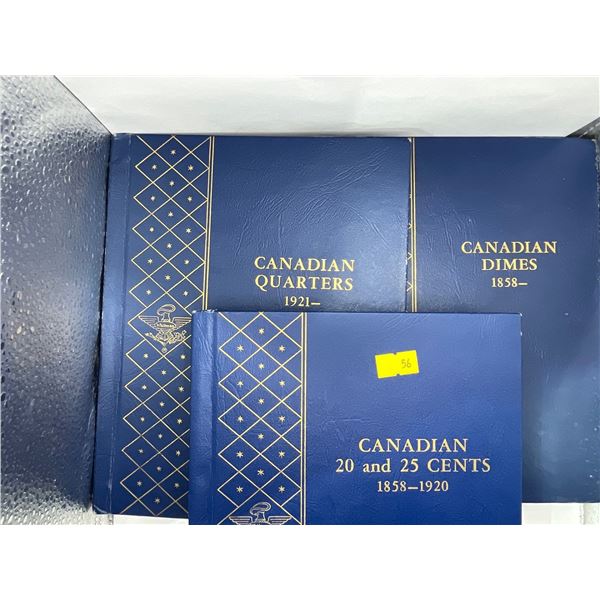 CANADIAN
QUARTERS
1921—
CANADIAN
DIMES
1858—
56
CANADIAN
20 and 25 CENTS
1858—1920